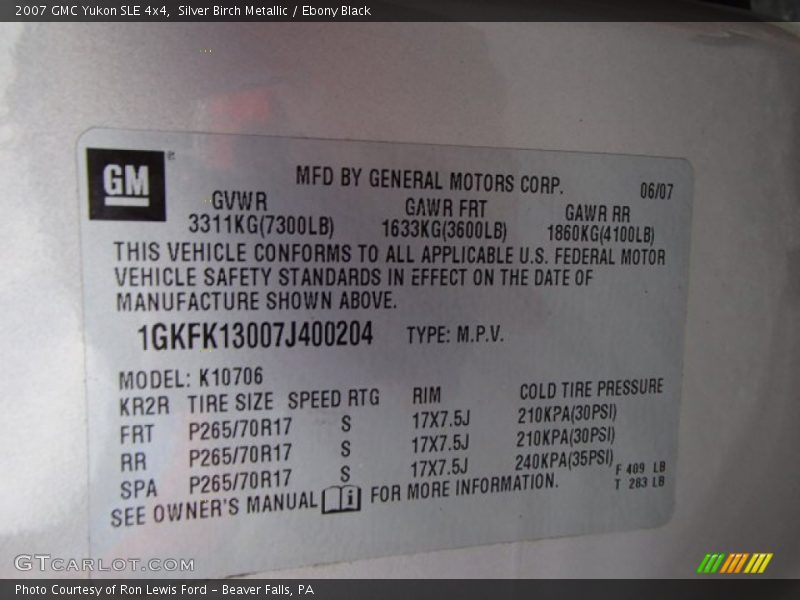 2007 GMC Yukon SLE 4x4, Silver Birch Metallic / Ebony Black
GM
MFD BY GENERAL MOTORS CORP. 06/07
GVWR GAWR FRT GAWR RR
3311KG(7300LB) 1633KG(3600LB) 1860KG(4100LB)
THIS VEHICLE CONFORMS TO ALL APPLICABLE U.S. FEDERAL MOTOR
VEHICLE SAFETY STANDARDS IN EFFECT ON THE DATE OF
MANUFACTURE SHOWN ABOVE.
1GKFK13007J400204 TYPE: M.P.V.
MODEL: K10706
KR2R TIRE SIZE SPEED RTG RIM COLD TIRE PRESSURE
FRT P265/70R17 S 17X7.5J 210KPA(30PSI)
RR P265/70R17 S 17X7.5J 210KPA(30PSI)
SPA P265/70R17 S 17X7.5J 240KPA(35PSI)
F 409 LB
T 283 LB
SEE OWNER'S MANUAL FOR MORE INFORMATION.
GTCARLOT.COM
Photo Courtesy of Ron Lewis Ford - Beaver Falls, PA